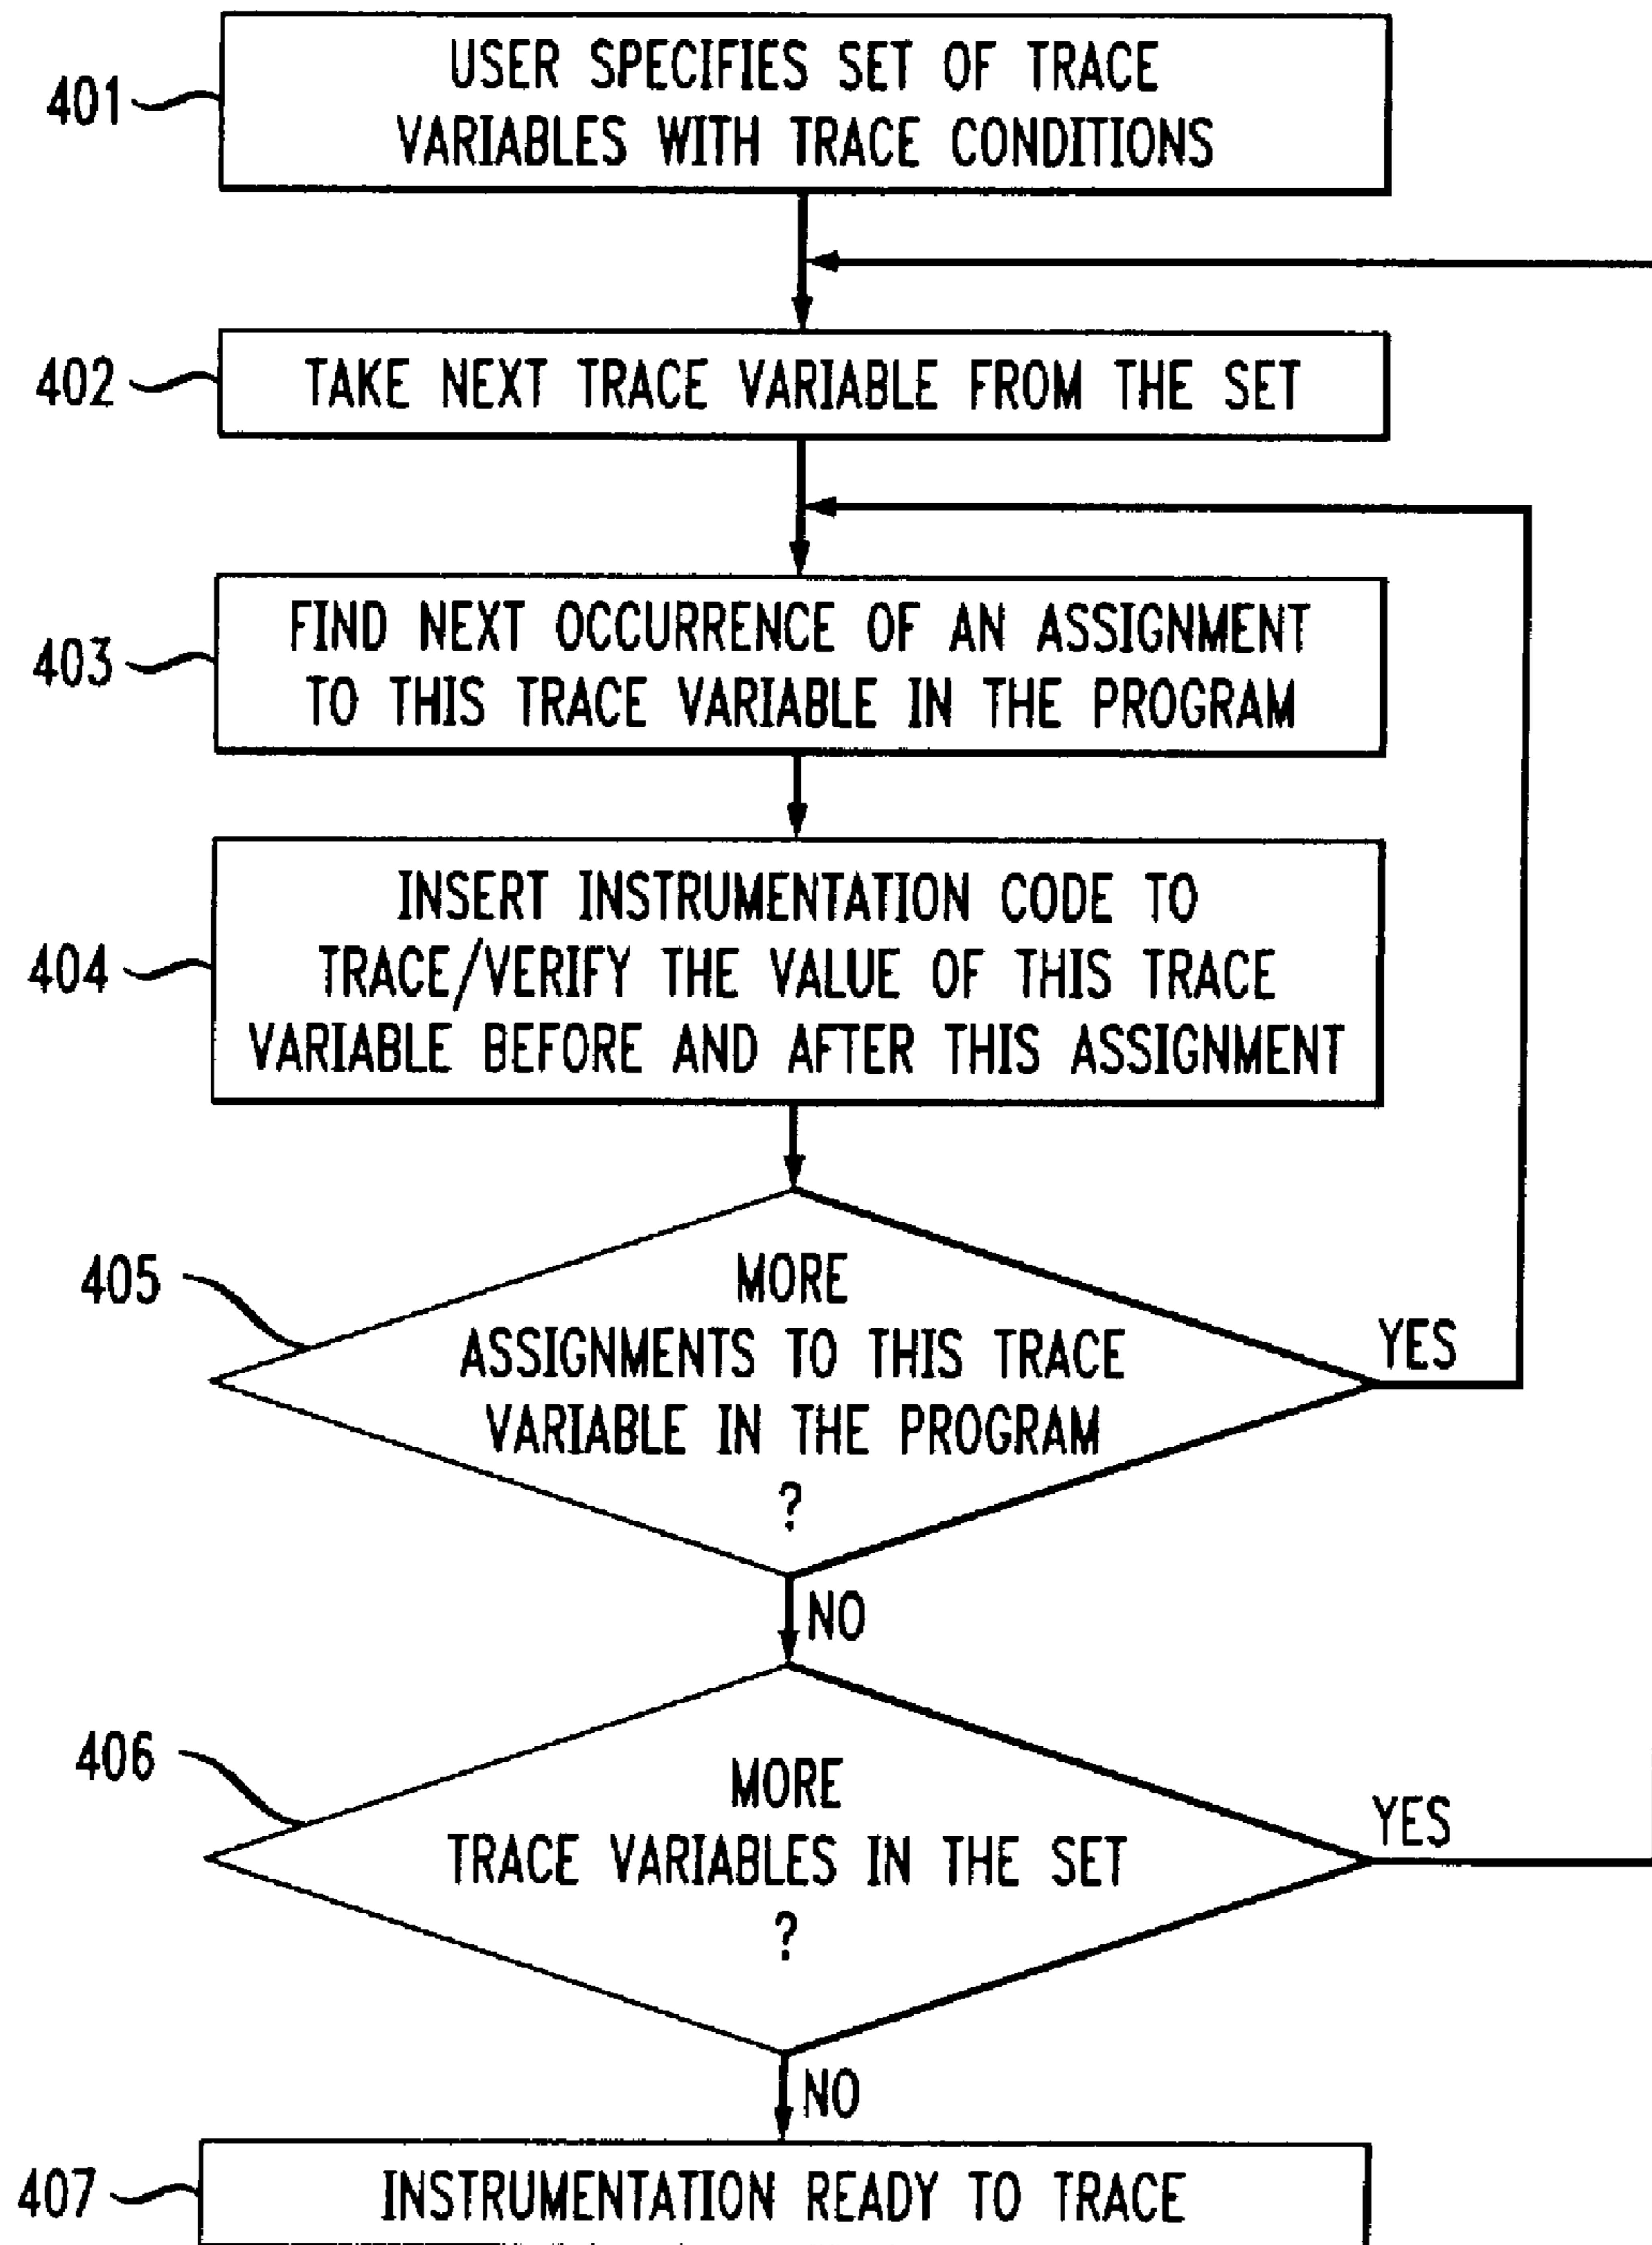 401
USER SPECIFIES SET OF TRACE
VARIABLES WITH TRACE CONDITIONS
402
TAKE NEXT TRACE VARIABLE FROM THE SET
403
FIND NEXT OCCURRENCE OF AN ASSIGNMENT
TO THIS TRACE VARIABLE IN THE PROGRAM
404
INSERT INSTRUMENTATION CODE TO
TRACE/VERIFY THE VALUE OF THIS TRACE
VARIABLE BEFORE AND AFTER THIS ASSIGNMENT
405
MORE
ASSIGNMENTS TO THIS TRACE
VARIABLE IN THE PROGRAM
?
YES
NO
406
MORE
TRACE VARIABLES IN THE SET
?
YES
NO
407
INSTRUMENTATION READY TO TRACE